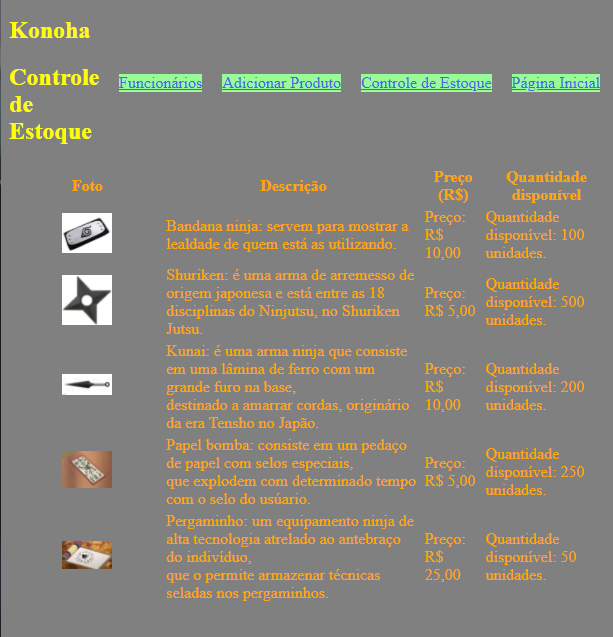 Konoha
Controle
de
Estoque
Funcionários Adicionar Produto Controle de Estoque Página Inicial
Foto
Descrição
Preço
(R$)
Quantidade
disponível
Bandana ninja: servem para mostrar a
lealdade de quem está as utilizando.
Preço:
R$
10,00
Quantidade
disponível: 100
unidades.
Shuriken: é uma arma de arremesso de
origem japonesa e está entre as 18
disciplinas do Ninjutsu, no Shuriken
Jutsu.
Preço:
R$ 5,00
Quantidade
disponível: 500
unidades.
Kunai: é uma arma ninja que consiste
em uma lâmina de ferro com um
grande furo na base,
destinado a amarrar cordas, originário
da era Tensho no Japão.
Preço:
R$
10,00
Quantidade
disponível: 200
unidades.
Papel bomba: consiste em um pedaço
de papel com selos especiais,
que explodem com determinado tempo
com o selo do usúario.
Preço:
R$ 5,00
Quantidade
disponível: 250
unidades.
Pergaminho: um equipamento ninja de
alta tecnologia atrelado ao antebraço
do indivíduo,
que o permite armazenar técnicas
seladas nos pergaminhos.
Preço:
R$
25,00
Quantidade
disponível: 50
unidades.